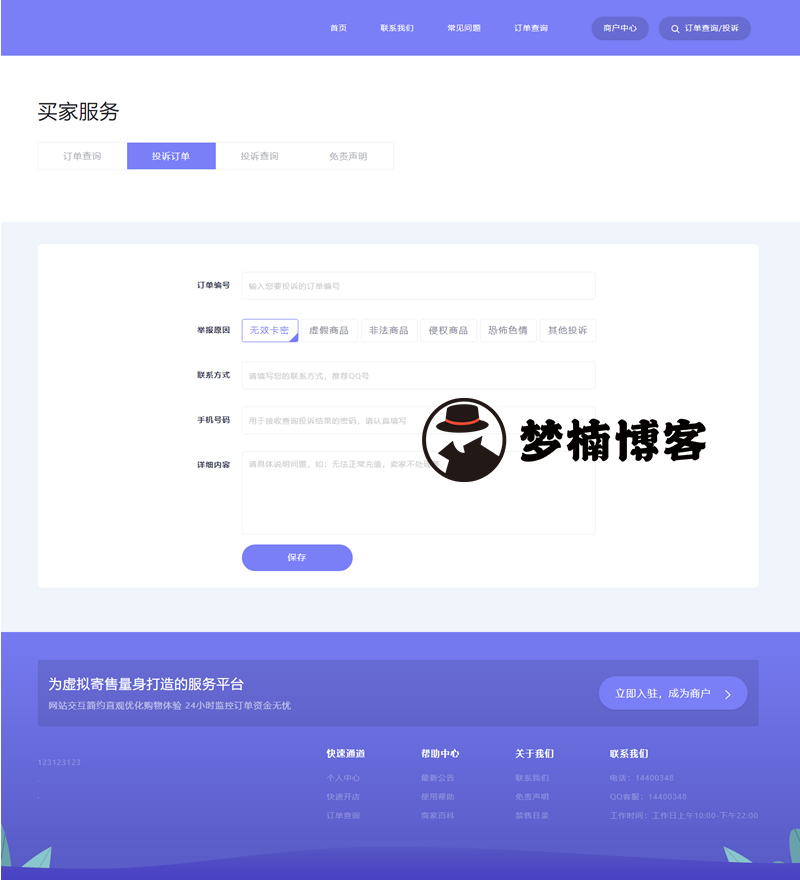 首页 联系我们 常见问题 订单查询 商户中心 订单查询/投诉
买家服务
订单查询 投诉订单 投诉查询 免责声明
订单编号 输入您要投诉的订单编号
举报原因 无效卡密 虚假商品 非法商品 侵权商品 恐怖色情 其他投诉
联系方式 请填写您的联系方式，推荐QQ号
手机号码 用于接收查询投诉结果的密码，请认真填写
梦楠博客
详细内容 请具体说明问题，如：无法正常充值，卖家不处理
保存
为虚拟寄售量身打造的服务平台
网站交互简约直观优化购物体验 24小时监控订单资金无忧
立即入驻，成为商户
快速通道 帮助中心 关于我们 联系我们
123123123
个人中心 最新公告 联系我们 电话：14400348
快速开店 使用帮助 免责声明 QQ客服：14400348
订单查询 商家百科 禁售目录 工作时间：工作日上午10:00-下午22:00